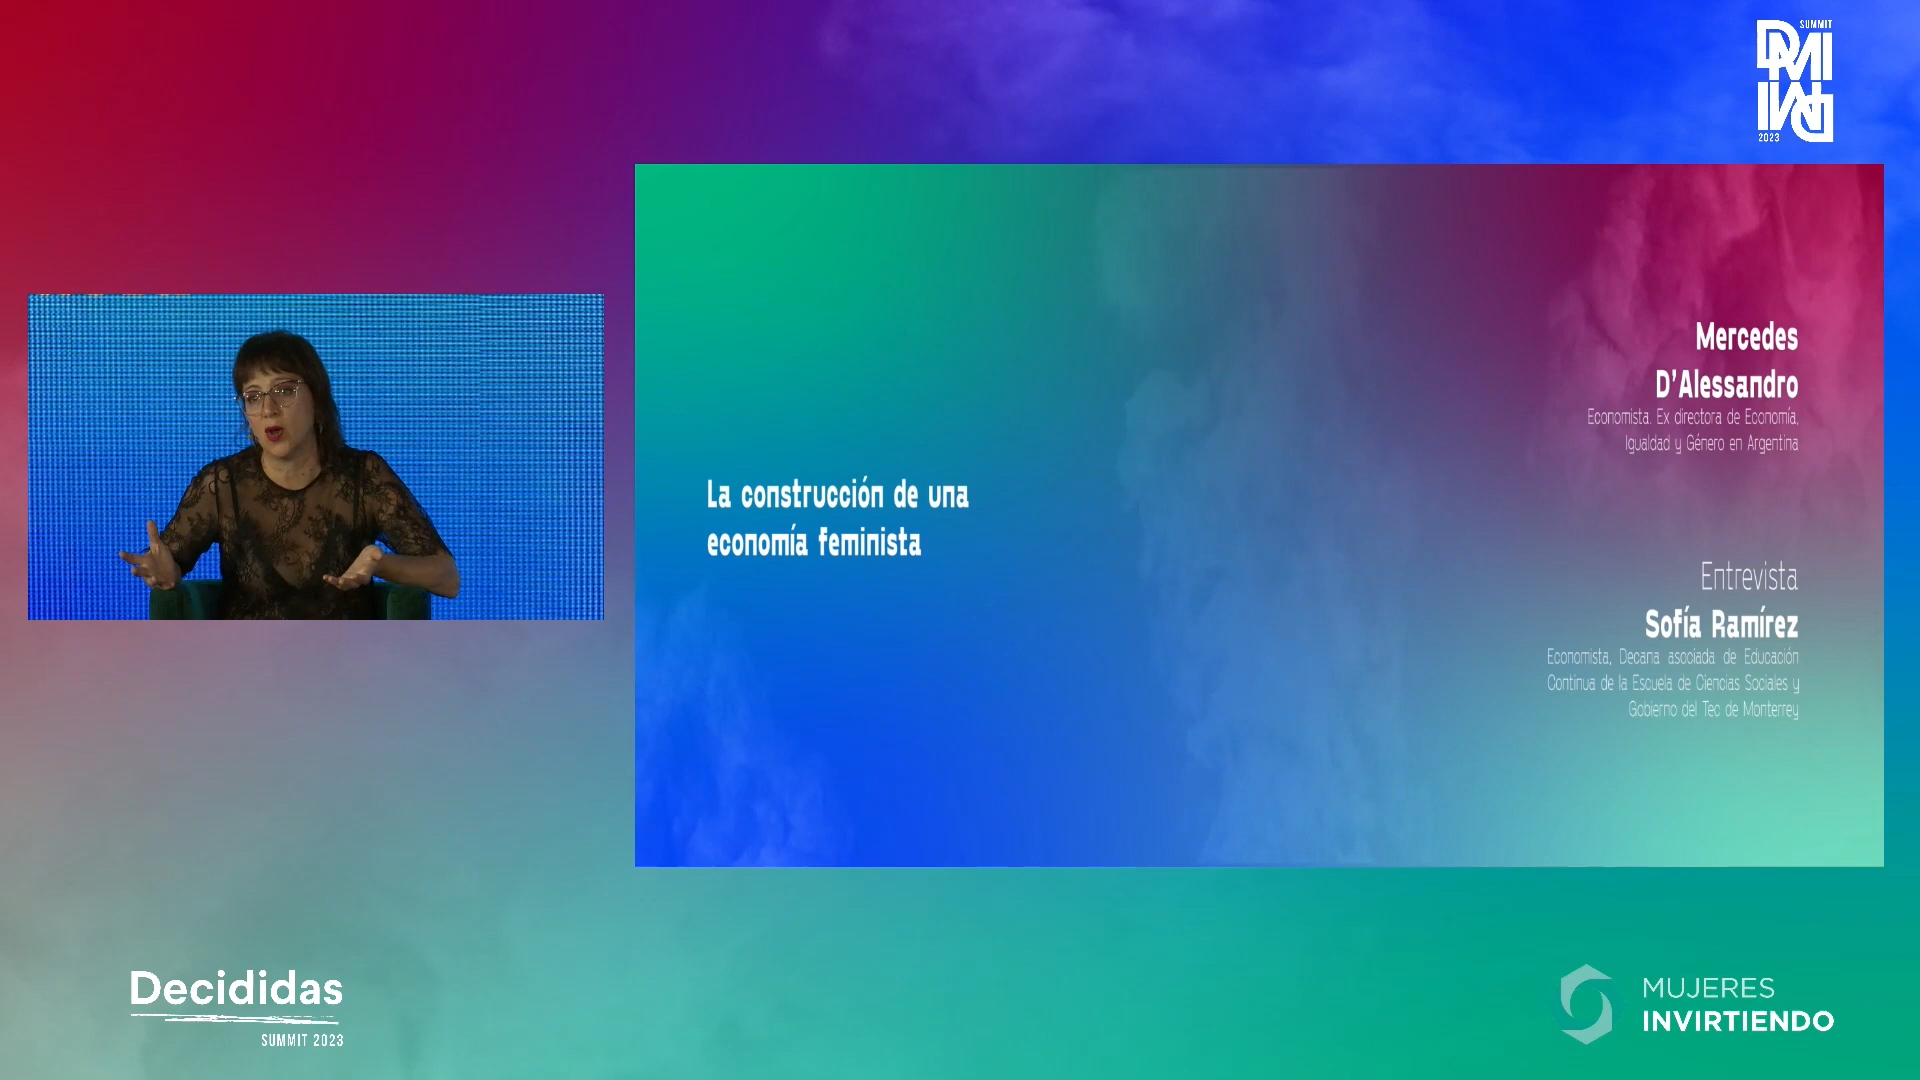 SUMMIT
DMI
DMI
2023
La construcción de una
economía feminista
Mercedes
D'Alessandro
Economista. Ex directora de Economía,
Igualdad y Género en Argentina
Entrevista
Sofía Ramírez
Economista, Decana asociada de Educación
Continua de la Escuela de Ciencias Sociales y
Gobierno del Tec de Monterrey
Decididas
SUMMIT 2023
MUJERES
INVIRTIENDO